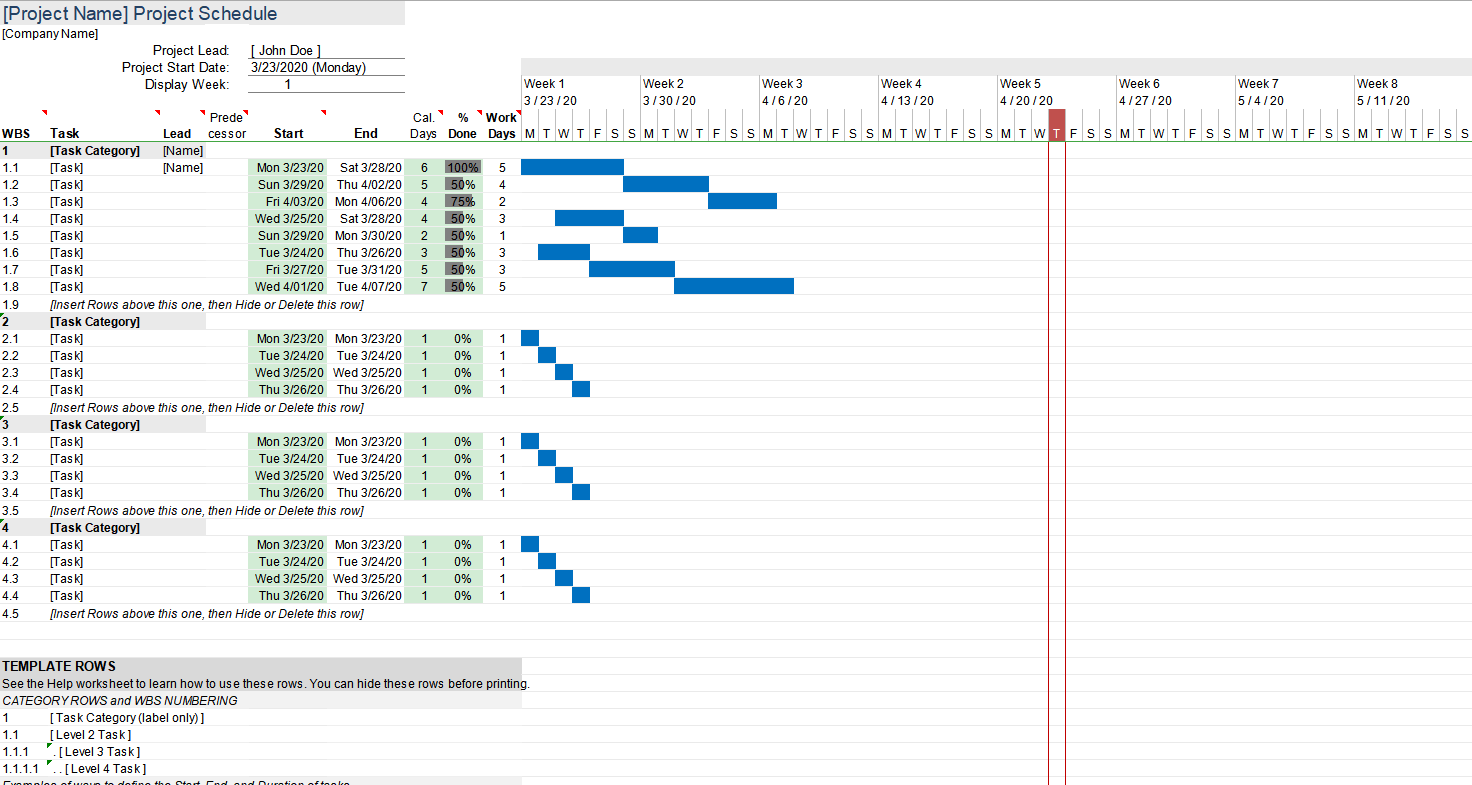 [Project Name] Project Schedule
[Company Name]
Project Lead: [ John Doe ]
Project Start Date: 3/23/2020 (Monday)
Display Week: 1
Week 1 Week 2 Week 3 Week 4 Week 5 Week 6 Week 7 Week 8
3 / 23 / 20 3 / 30 / 20 4 / 6 / 20 4 / 13 / 20 4 / 20 / 20 4 / 27 / 20 5 / 4 / 20 5 / 11 / 20
WBS Task Lead Prede cessor Start End Cal. Days % Done Work Days M T W T F S S M T W T F S S M T W T F S S M T W T F S S M T W T F S S M T W T F S S M T W T F S S M T W T F S S
1 [Task Category] [Name]
1.1 [Task] [Name] Mon 3/23/20 Sat 3/28/20 6 100% 5
1.2 [Task] Sun 3/29/20 Thu 4/02/20 5 50% 4
1.3 [Task] Fri 4/03/20 Mon 4/06/20 4 75% 2
1.4 [Task] Wed 3/25/20 Sat 3/28/20 4 50% 3
1.5 [Task] Sun 3/29/20 Mon 3/30/20 2 50% 1
1.6 [Task] Tue 3/24/20 Thu 3/26/20 3 50% 3
1.7 [Task] Fri 3/27/20 Tue 3/31/20 5 50% 3
1.8 [Task] Wed 4/01/20 Tue 4/07/20 7 50% 5
1.9 [Insert Rows above this one, then Hide or Delete this row]
2 [Task Category]
2.1 [Task] Mon 3/23/20 Mon 3/23/20 1 0% 1
2.2 [Task] Tue 3/24/20 Tue 3/24/20 1 0% 1
2.3 [Task] Wed 3/25/20 Wed 3/25/20 1 0% 1
2.4 [Task] Thu 3/26/20 Thu 3/26/20 1 0% 1
2.5 [Insert Rows above this one, then Hide or Delete this row]
3 [Task Category]
3.1 [Task] Mon 3/23/20 Mon 3/23/20 1 0% 1
3.2 [Task] Tue 3/24/20 Tue 3/24/20 1 0% 1
3.3 [Task] Wed 3/25/20 Wed 3/25/20 1 0% 1
3.4 [Task] Thu 3/26/20 Thu 3/26/20 1 0% 1
3.5 [Insert Rows above this one, then Hide or Delete this row]
4 [Task Category]
4.1 [Task] Mon 3/23/20 Mon 3/23/20 1 0% 1
4.2 [Task] Tue 3/24/20 Tue 3/24/20 1 0% 1
4.3 [Task] Wed 3/25/20 Wed 3/25/20 1 0% 1
4.4 [Task] Thu 3/26/20 Thu 3/26/20 1 0% 1
4.5 [Insert Rows above this one, then Hide or Delete this row]
TEMPLATE ROWS
See the Help worksheet to learn how to use these rows. You can hide these rows before printing.
CATEGORY ROWS and WBS NUMBERING
1 [ Task Category (label only) ]
1.1 [ Level 2 Task ]
1.1.1 . [ Level 3 Task ]
1.1.1.1 . . [ Level 4 Task ]
Examples of ways to define the Start, End, and Duration of tasks